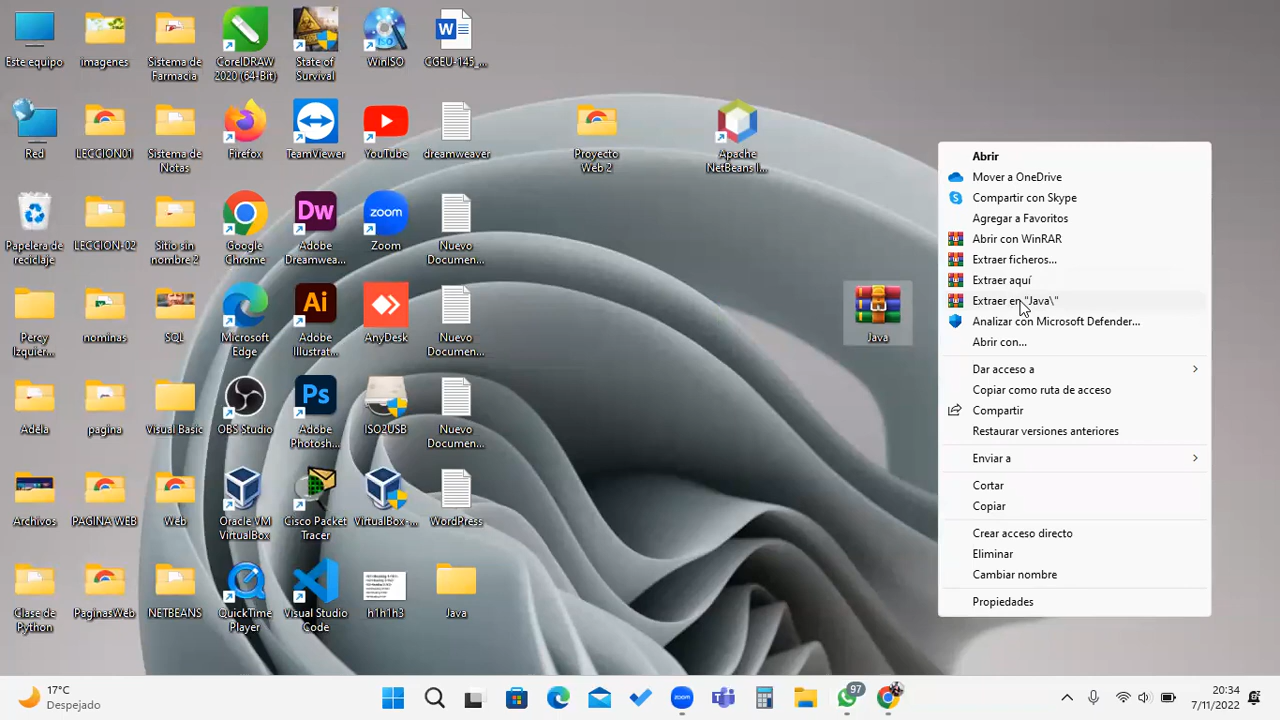 Este equipo
imagenes
Sistema de
Farmacia
CorelDRAW
2020 (64-Bit)
State of
Survival
WinISO
CGEU-145_...
Red
LECCION01
Sistema de
Notas
Firefox
TeamViewer
YouTube
dreamweaver
Proyecto
Web 2
Apache
NetBeans I...
Papelera de
reciclaje
LECCION-02
Sitio sin
nombre 2
Google
Chrome
Adobe
Dreamwea...
Zoom
Nuevo
Documen...
Percy
Izquier...
nominas
SQL
Microsoft
Edge
Adobe
Illustrat...
AnyDesk
Nuevo
Documen...
Java
Adela
pagina
Visual Basic
OBS Studio
Adobe
Photosh...
ISO2USB
Nuevo
Documen...
Archivos
PAGINA WEB
Web
Oracle VM
VirtualBox
Cisco Packet
Tracer
VirtualBox-...
WordPress
Clase de
Python
PaginasWeb
NETBEANS
QuickTime
Player
Visual Studio
Code
h1h1h3
Java
Abrir
Mover a OneDrive
Compartir con Skype
Agregar a Favoritos
Abrir con WinRAR
Extraer ficheros...
Extraer aquí
Extraer en "Java\"
Analizar con Microsoft Defender...
Abrir con...
Dar acceso a
Copiar como ruta de acceso
Compartir
Restaurar versiones anteriores
Enviar a
Cortar
Copiar
Crear acceso directo
Eliminar
Cambiar nombre
Propiedades
ISO
W
Dw
zoom
Ai
Ps
S
17°C
Despejado
zoom
97
20:34
7/11/2022